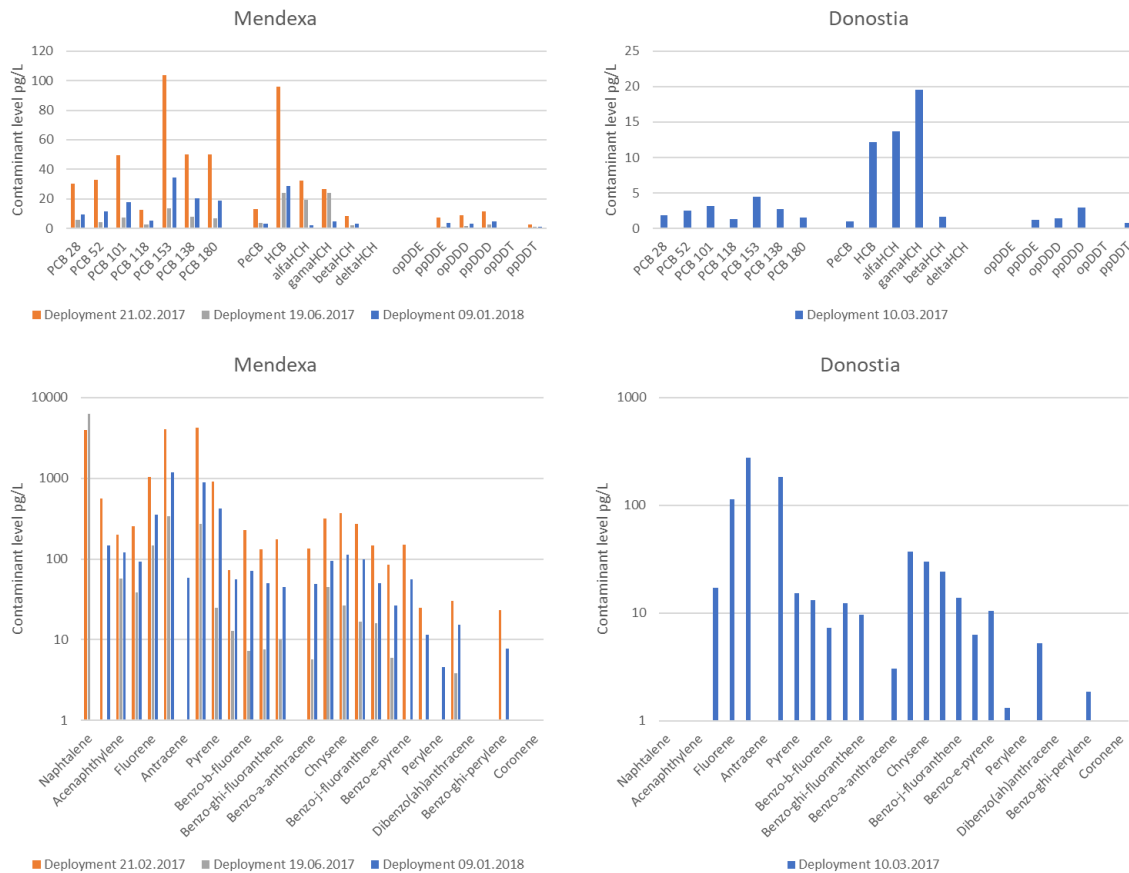 Mendexa
Contaminant level pg/L
120
100
80
60
40
20
0
PCB 28
PCB 52
PCB 101
PCB 118
PCB 153
PCB 138
PCB 180
PeCB
HCB
alfaHCH
gamaHCH
betaHCH
deltaHCH
opDDE
ppDDE
opDDD
ppDDD
opDDT
ppDDT
Deployment 21.02.2017 Deployment 19.06.2017 Deployment 09.01.2018
Donostia
Contaminant level pg/L
25
20
15
10
5
0
PCB 28
PCB 52
PCB 101
PCB 118
PCB 153
PCB 138
PCB 180
PeCB
HCB
alfaHCH
gamaHCH
betaHCH
deltaHCH
opDDE
ppDDE
opDDD
ppDDD
opDDT
ppDDT
Deployment 10.03.2017
Mendexa
Contaminant level pg/L
10000
1000
100
10
1
Naphtalene
Acenaphthylene
Fluorene
Antracene
Pyrene
Benzo-b-fluorene
Benzo-ghi-fluoranthene
Benzo-a-anthracene
Chrysene
Benzo-j-fluoranthene
Benzo-e-pyrene
Perylene
Dibenzo(ah)anthracene
Benzo-ghi-perylene
Coronene
Deployment 21.02.2017 Deployment 19.06.2017 Deployment 09.01.2018
Donostia
Contaminant level pg/L
1000
100
10
1
Naphtalene
Acenaphthylene
Fluorene
Antracene
Pyrene
Benzo-b-fluorene
Benzo-ghi-fluoranthene
Benzo-a-anthracene
Chrysene
Benzo-j-fluoranthene
Benzo-e-pyrene
Perylene
Dibenzo(ah)anthracene
Benzo-ghi-perylene
Coronene
Deployment 10.03.2017